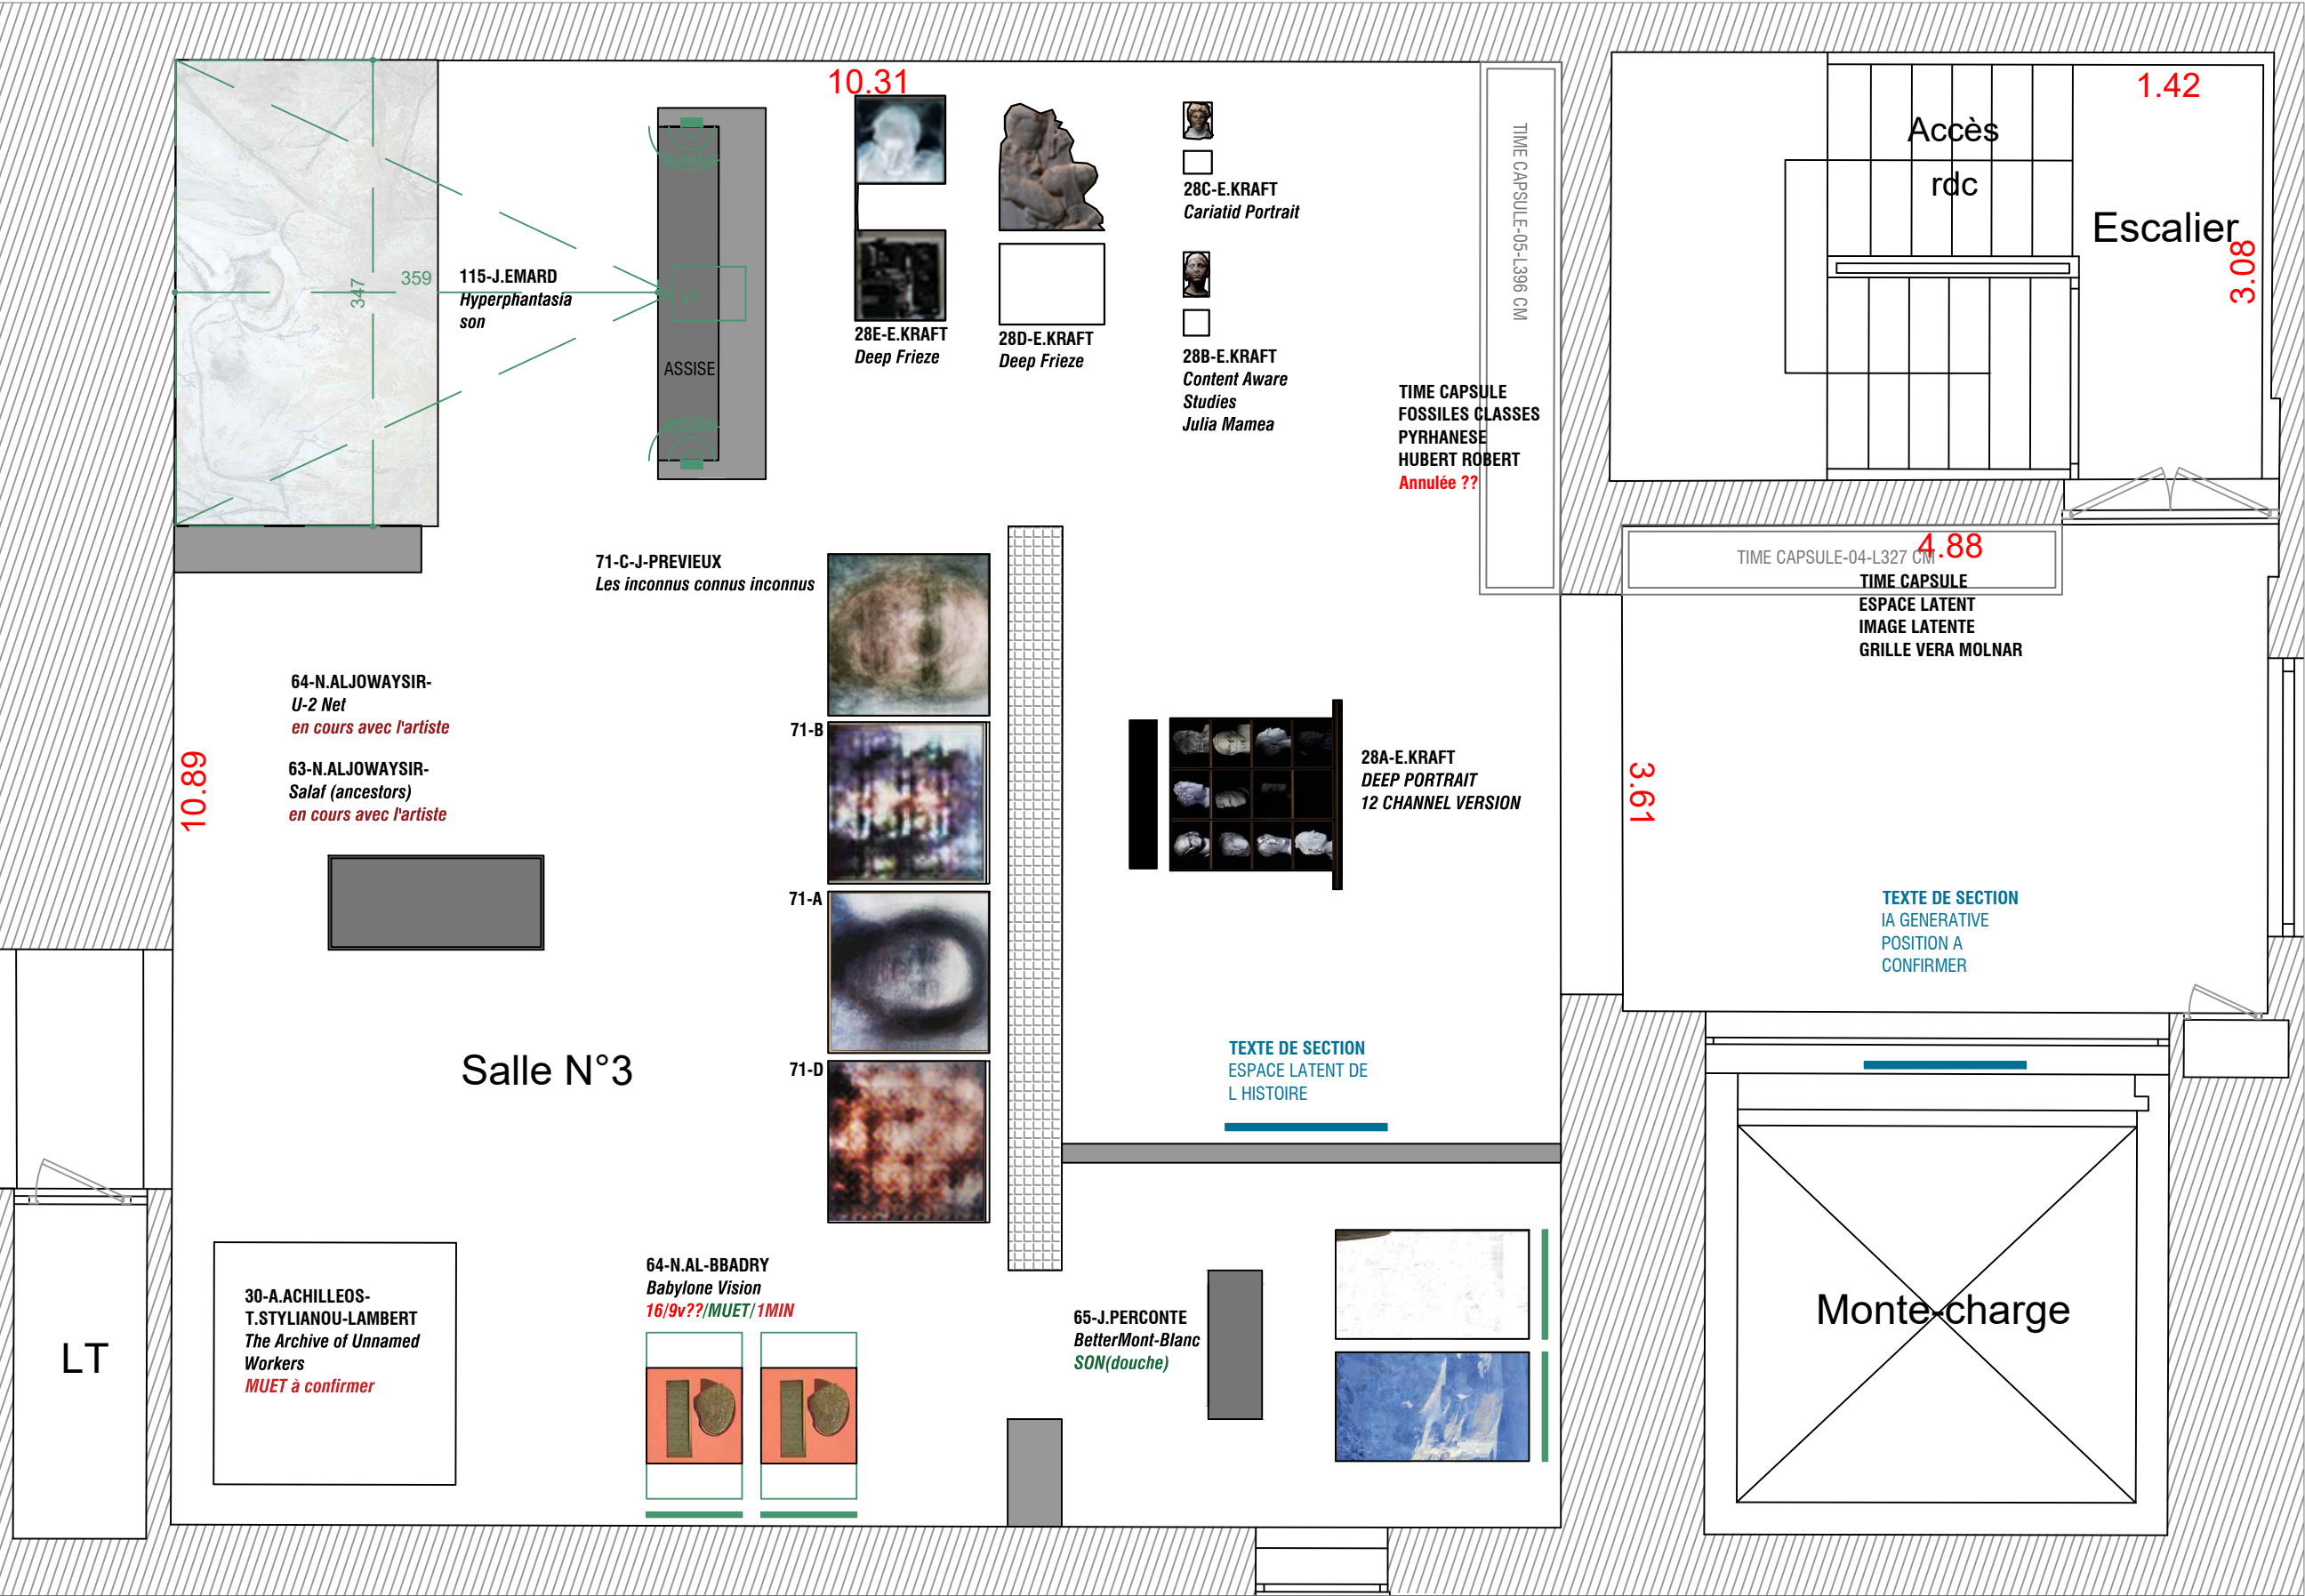 10.31
1.42
Accès
rdc
Escalier
3.08
TIME CAPSULE-05-L396 CM
28C-E.KRAFT
Cariatid Portrait
115-J.EMARD
Hyperphantasia
son
359
347
VP
ASSISE
28E-E.KRAFT
Deep Frieze
28D-E.KRAFT
Deep Frieze
28B-E.KRAFT
Content Aware
Studies
Julia Mamea
TIME CAPSULE
FOSSILES CLASSES
PYRHANESE
HUBERT ROBERT
Annulée ??
TIME CAPSULE-04-L327 CM
4.88
TIME CAPSULE
ESPACE LATENT
IMAGE LATENTE
GRILLE VERA MOLNAR
71-C-J-PREVIEUX
Les inconnus connus inconnus
64-N.ALJOWAYSIR-
U-2 Net
en cours avec l'artiste
63-N.ALJOWAYSIR-
Salaf (ancestors)
en cours avec l'artiste
10.89
71-B
71-A
71-D
28A-E.KRAFT
DEEP PORTRAIT
12 CHANNEL VERSION
3.61
TEXTE DE SECTION
IA GENERATIVE
POSITION A
CONFIRMER
Salle N°3
TEXTE DE SECTION
ESPACE LATENT DE
L HISTOIRE
30-A.ACHILLEOS-
T.STYLIANOU-LAMBERT
The Archive of Unnamed
Workers
MUET à confirmer
LT
64-N.AL-BBADRY
Babylone Vision
16/9v??/MUET/1MIN
65-J.PERCONTE
BetterMont-Blanc
SON(douche)
Monte-charge